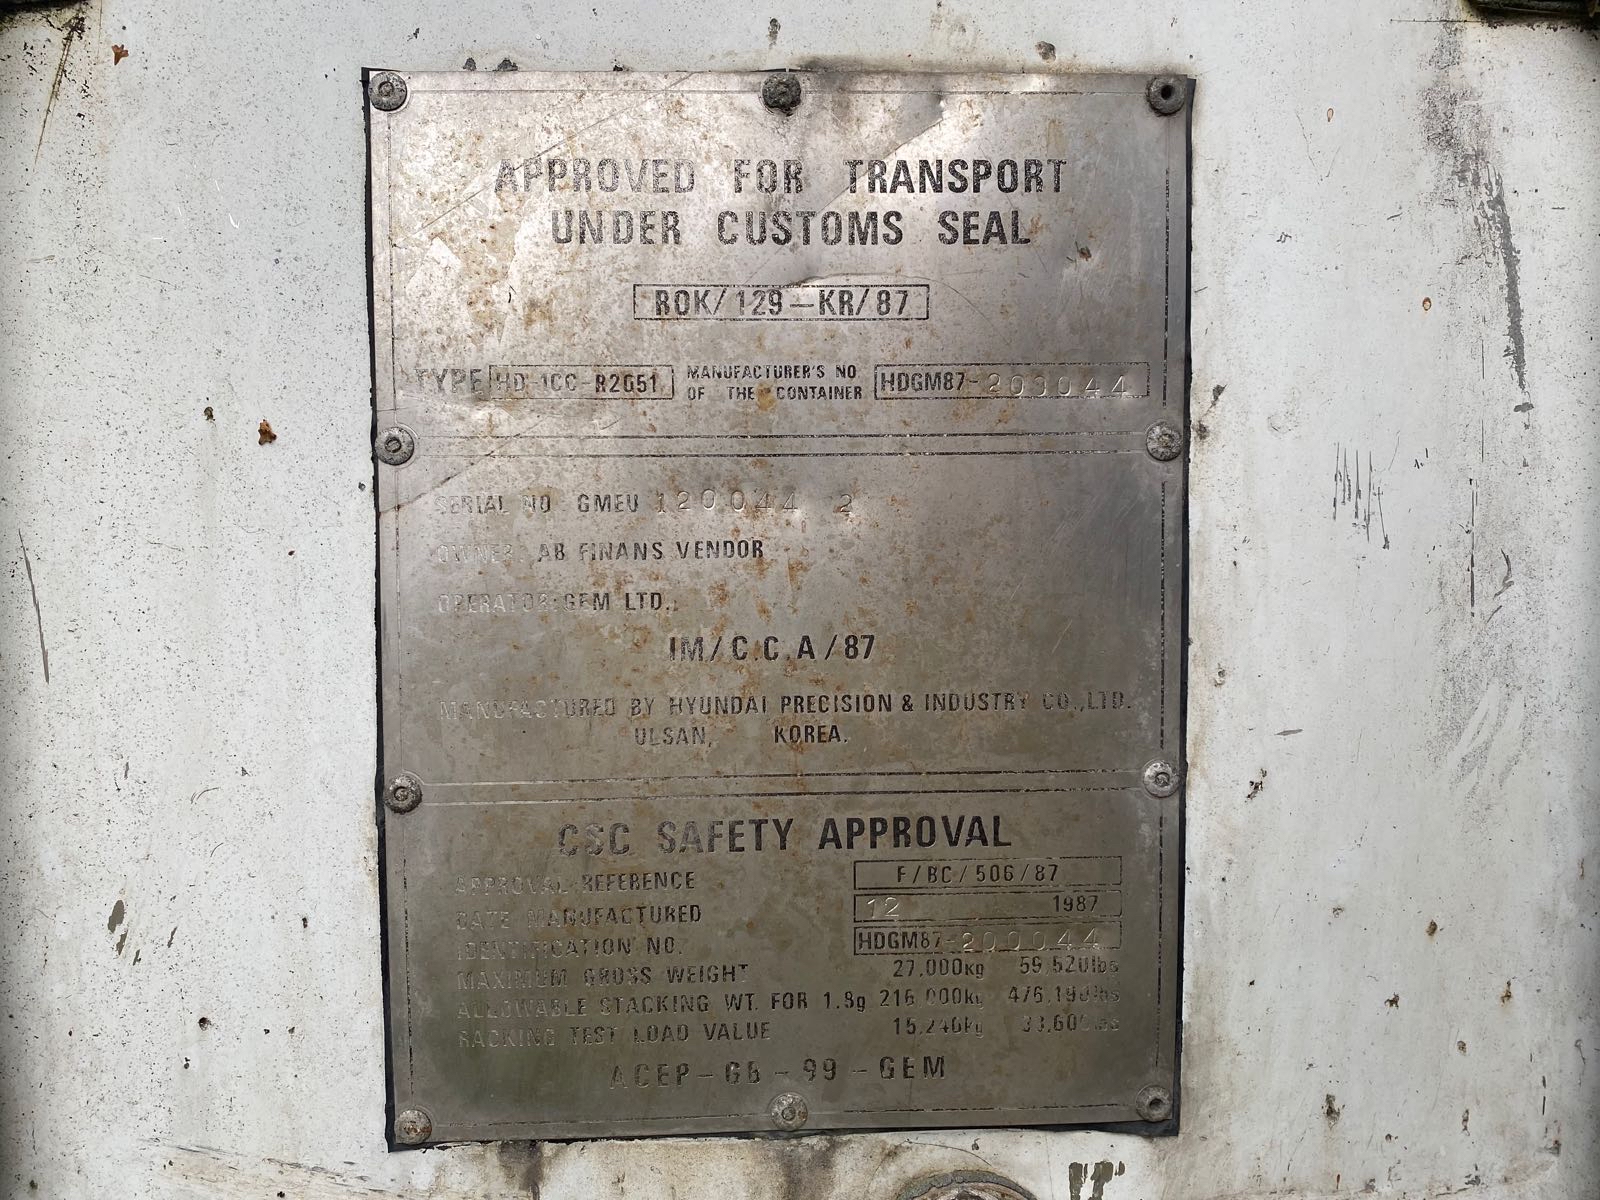 APPROVED FOR TRANSPORT
UNDER CUSTOMS SEAL
ROK/129-KR/87
TYPE HD-1CC-R2G51 MANUFACTURER'S NO OF THE CONTAINER HDGM87-200044
SERIAL NO GMEU 120044 2
OWNER: AB FINANS VENDOR
OPERATOR: GEM LTD.
IM/C.C.A/87
MANUFACTURED BY HYUNDAI PRECISION & INDUSTRY CO.,LTD.
ULSAN, KOREA.
CSC SAFETY APPROVAL
APPROVAL REFERENCE F/BC/506/87
DATE MANUFACTURED 12 1987
IDENTIFICATION NO. HDGM87-200044
MAXIMUM GROSS WEIGHT 27,000kg 59,520lbs
ALLOWABLE STACKING WT. FOR 1.8g 216,000kg 476,190lbs
RACKING TEST LOAD VALUE 15,240kg 33,600lbs
ACEP-GB-99-GEM